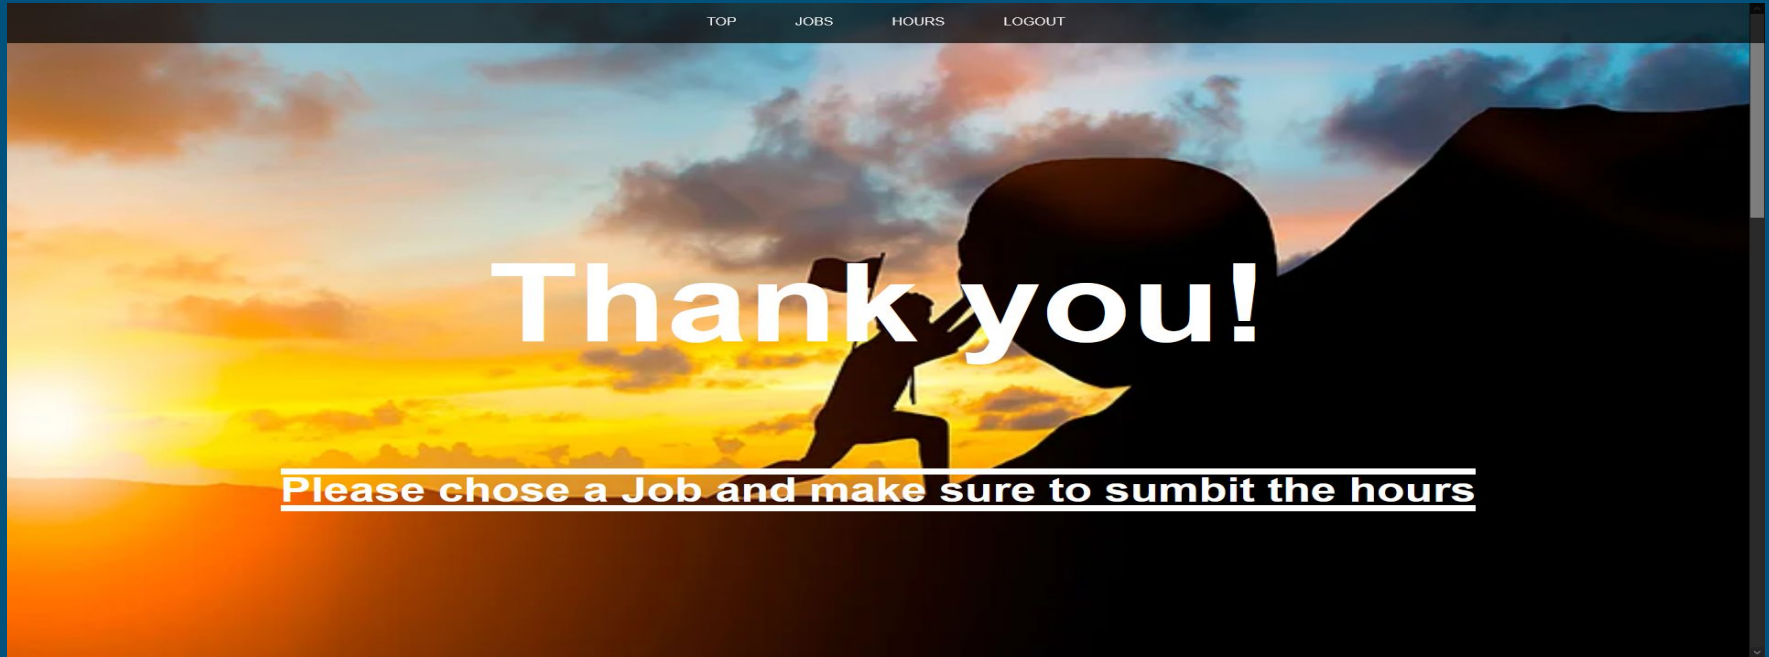 TOP JOBS HOURS LOGOUT
Thank you!
Please chose a Job and make sure to sumbit the hours